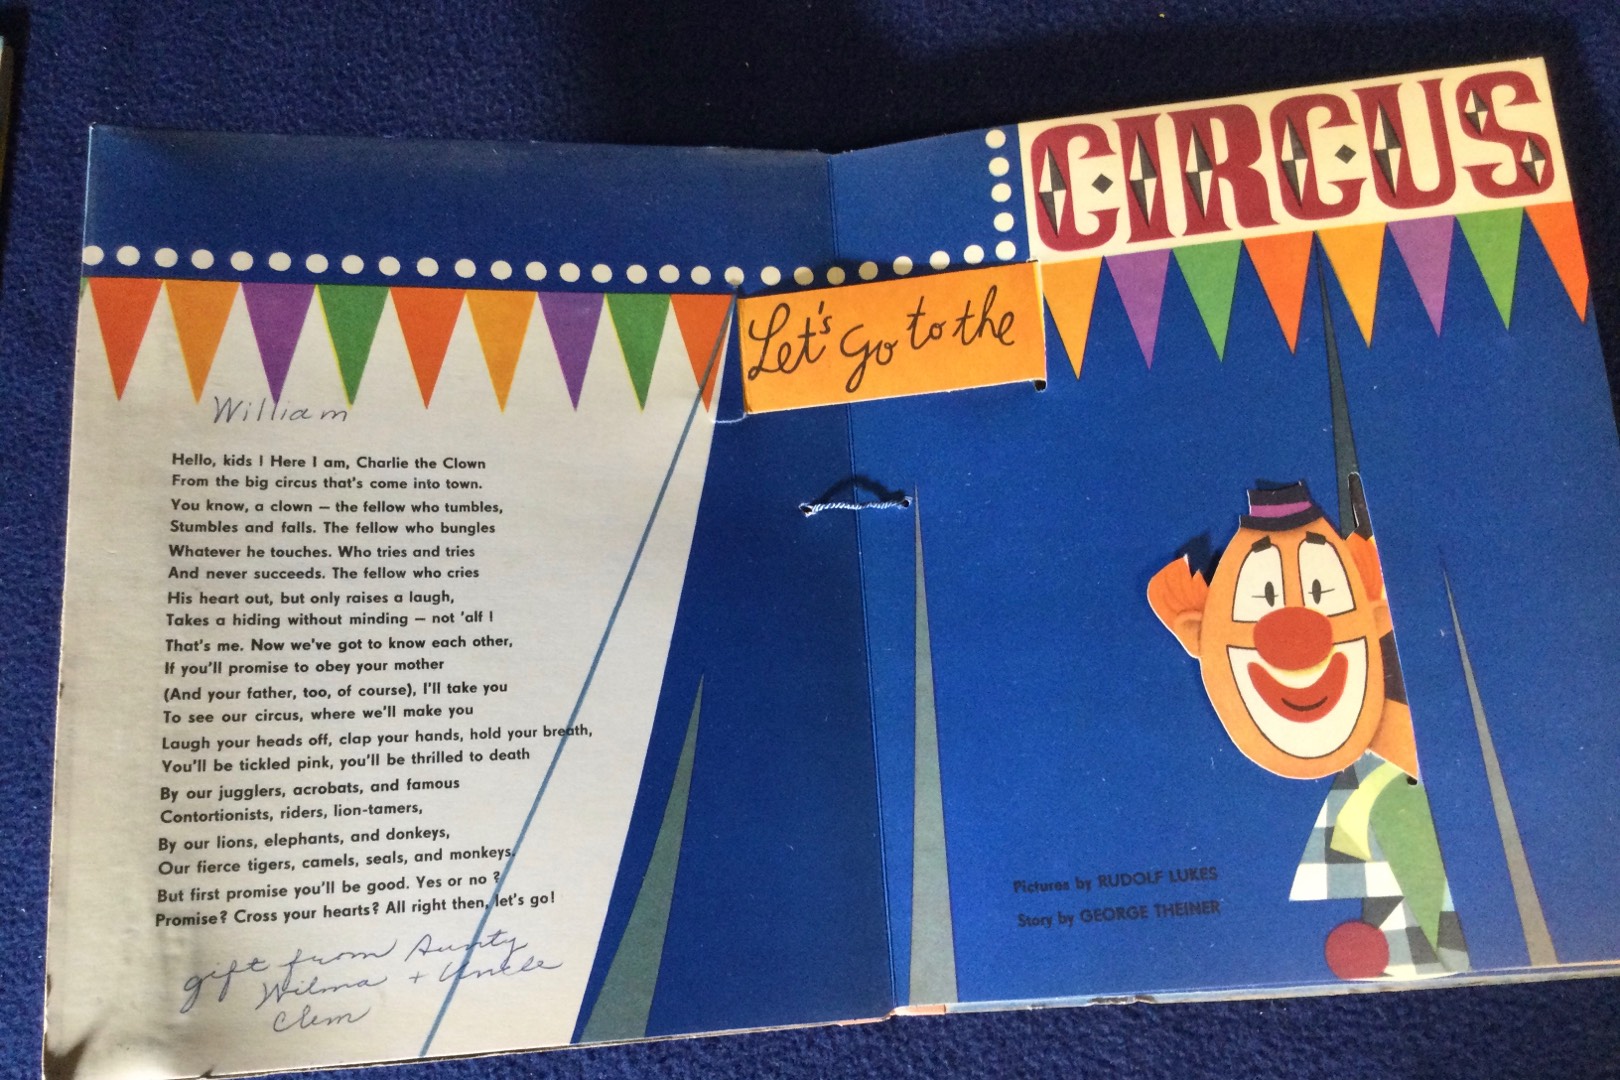 CIRCUS
Let's Go to the
William
Hello, kids! Here I am, Charlie the Clown
From the big circus that's come into town.
You know, a clown — the fellow who tumbles,
Stumbles and falls. The fellow who bungles
Whatever he touches. Who tries and tries
And never succeeds. The fellow who cries
His heart out, but only raises a laugh,
Takes a hiding without minding — not 'alf!
That's me. Now we've got to know each other,
If you'll promise to obey your mother
(And your father, too, of course), I'll take you
To see our circus, where we'll make you
Laugh your heads off, clap your hands, hold your breath,
You'll be tickled pink, you'll be thrilled to death
By our jugglers, acrobats, and famous
Contortionists, riders, lion-tamers,
By our lions, elephants, and donkeys,
Our fierce tigers, camels, seals, and monkeys.
But first promise you'll be good. Yes or no?
Promise? Cross your hearts? All right then, let's go!
gift from Aunty
Wilma + Uncle
Clem
Pictures by RUDOLF LUKES
Story by GEORGE THEINER